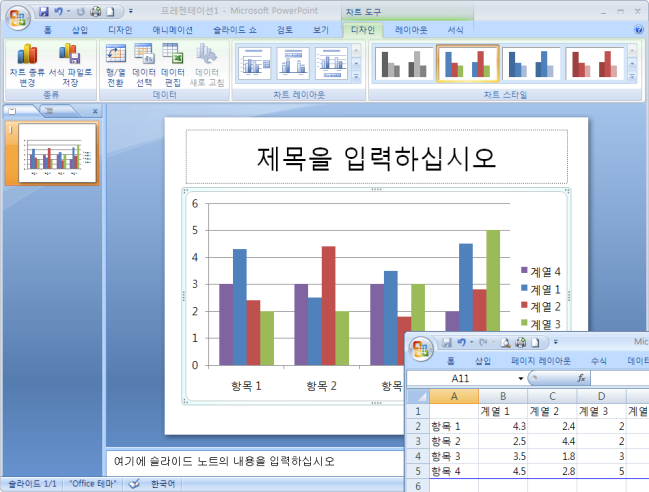 프레젠테이션1 - Microsoft PowerPoint
차트 도구
홈 삽입 디자인 애니메이션 슬라이드 쇼 검토 보기 디자인 레이아웃 서식
차트 종류 변경
서식 파일로 저장
행/열 전환
데이터 선택
데이터 편집
데이터 새로 고침
종류 데이터 차트 레이아웃 차트 스타일
1
제목을 입력하십시오
6
5
4
3
2
1
0
항목 1 항목 2
계열 4
계열 1
계열 2
계열 3
여기에 슬라이드 노트의 내용을 입력하십시오
슬라이드 1/1 "Office 테마" 한국어
홈 삽입 페이지 레이아웃 수식
A11 fx
A B C D
1 계열 1 계열 2 계열 3
2 항목 1 4.3 2.4 2
3 항목 2 2.5 4.4 2
4 항목 3 3.5 1.8 3
5 항목 4 4.5 2.8 5
6